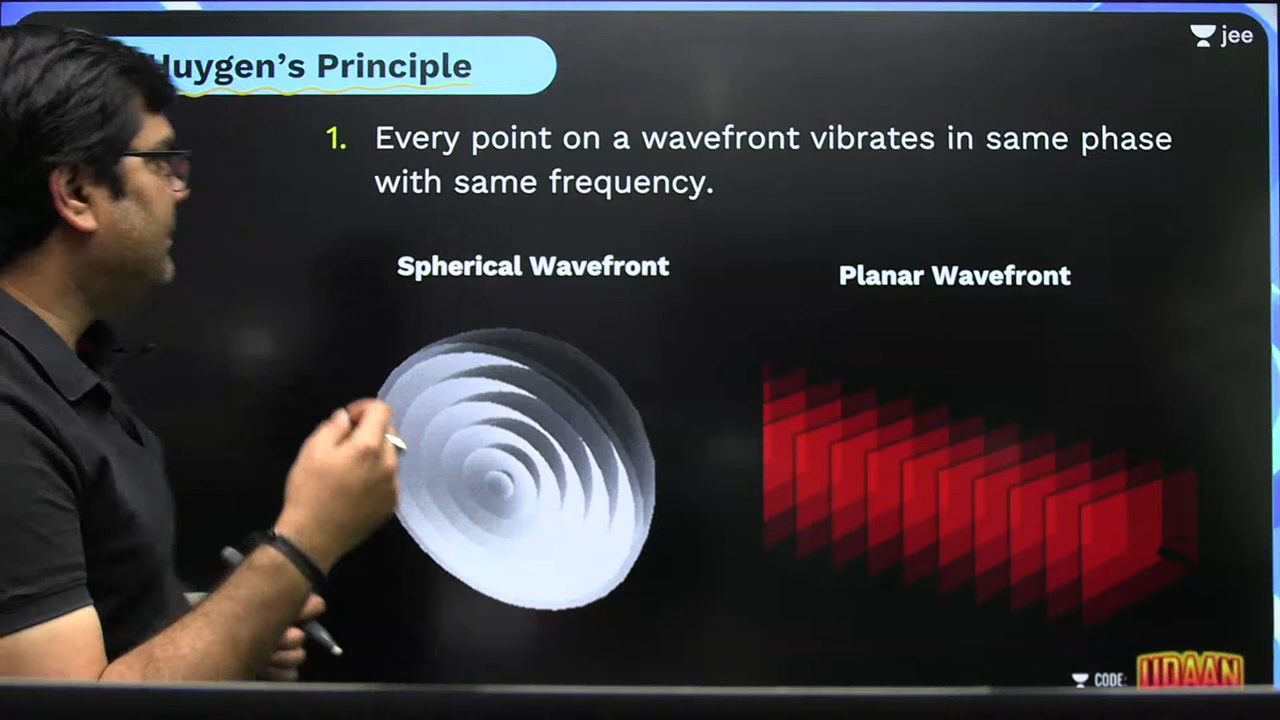 jee
Huygen's Principle
1. Every point on a wavefront vibrates in same phase
with same frequency.
Spherical Wavefront
Planar Wavefront
CODE: UDAAN